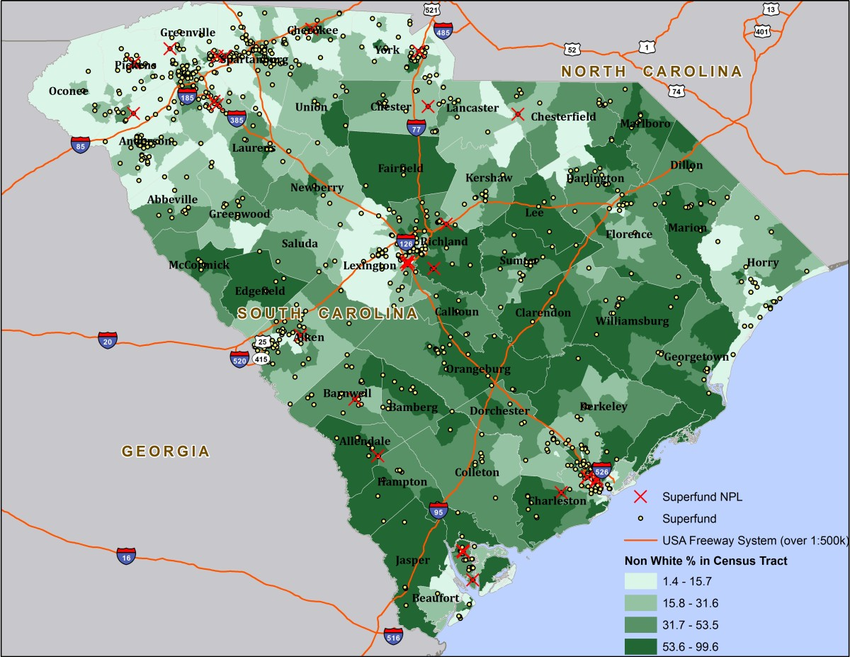 521
13
485
401
52
1
NORTH CAROLINA
74
Greenville
Cherokee
York
Pickens
Spartanburg
Oconee
185
385
85
Anderson
Union
Chester
Lancaster
77
Chesterfield
Marlboro
Laurens
Fairfield
Kershaw
Darlington
Dillon
Newberry
Abbeville
Greenwood
Lee
Florence
Marion
Saluda
126
Richland
McCormick
Lexington
Sumter
Horry
Edgefield
SOUTH CAROLINA
Calhoun
Clarendon
Williamsburg
20
25
Aiken
520
415
Georgetown
Orangeburg
Barnwell
Bamberg
Dorchester
Berkeley
GEORGIA
Allendale
Colleton
Hampton
526
Charleston
95
16
Jasper
Beaufort
516
Superfund NPL
Superfund
USA Freeway System (over 1:500k)
Non White % in Census Tract
1.4 - 15.7
15.8 - 31.6
31.7 - 53.5
53.6 - 99.6